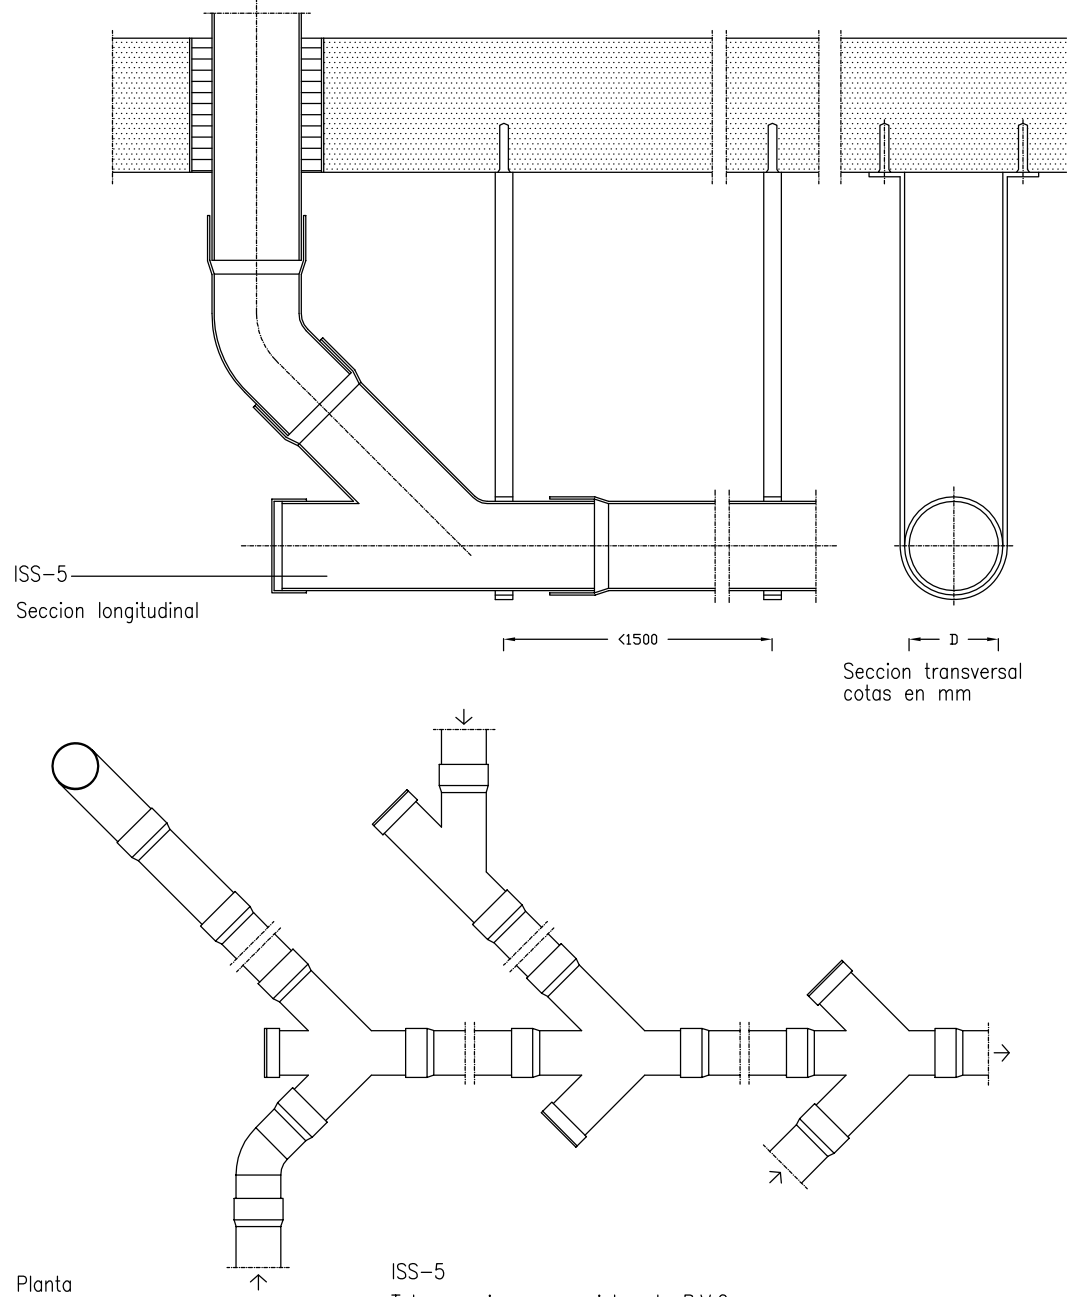 ISS-5
Seccion longitudinal
<1500
D
Seccion transversal
cotas en mm
Planta
ISS-5